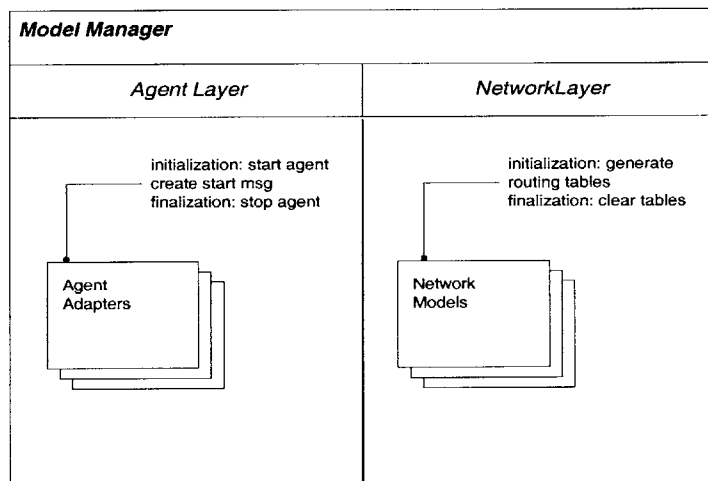 Model Manager
Agent Layer
NetworkLayer
initialization: start agent
create start msg
finalization: stop agent
initialization: generate
routing tables
finalization: clear tables
Agent
Adapters
Network
Models